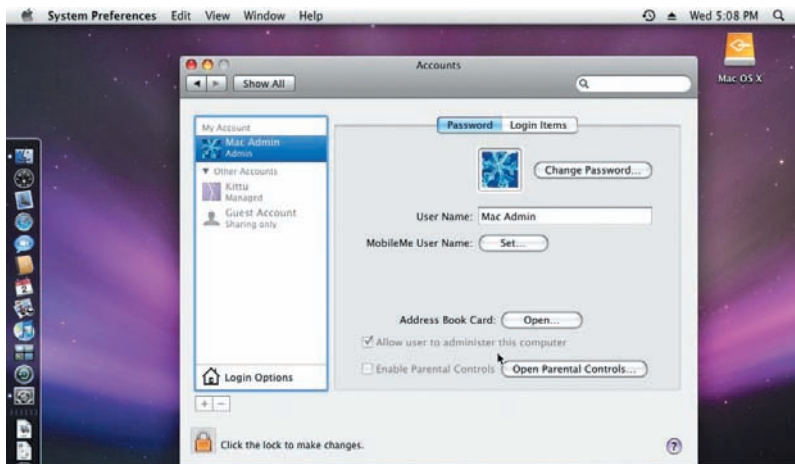 System Preferences Edit View Window Help Wed 5:08 PM
Accounts
Show All
Mac OS X
My Account
Mac Admin
Admin
Other Accounts
Kittu
Managed
Guest Account
Sharing only
Login Options
+ −
Password Login Items
Change Password...
User Name: Mac Admin
MobileMe User Name: Set...
Address Book Card: Open...
Allow user to administer this computer
Enable Parental Controls Open Parental Controls...
Click the lock to make changes.
?